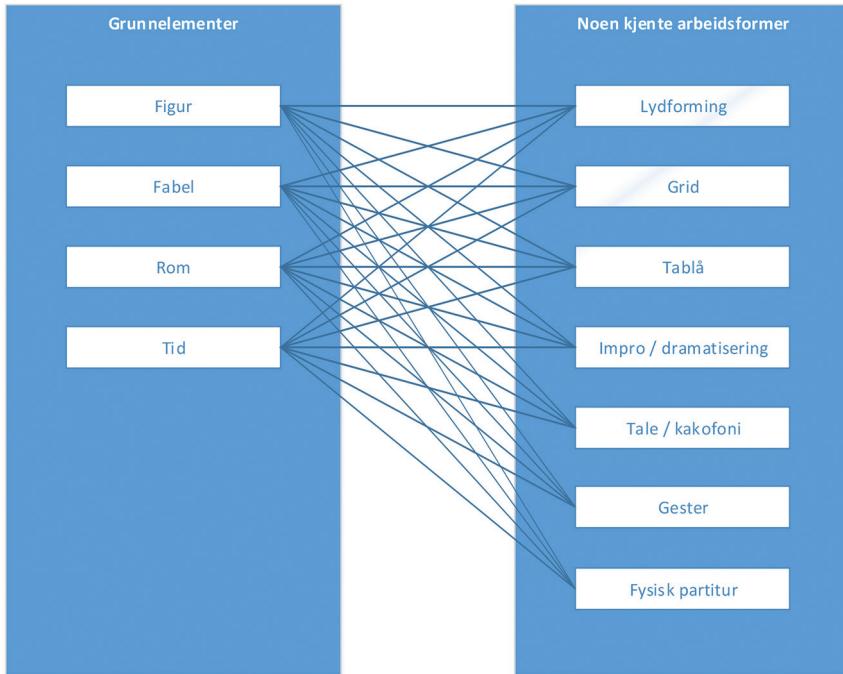 Grunnelementer
Figur
Fabel
Rom
Tid
Noen kjente arbeidsformer
Lydforming
Grid
Tablå
Impro / dramatisering
Tale / kakofoni
Gester
Fysisk partitur